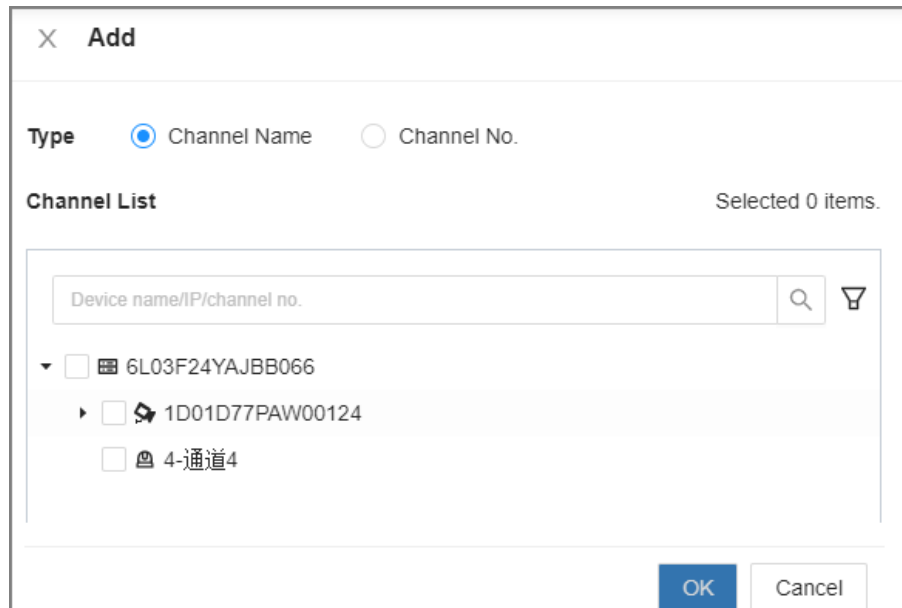 Add
Type Channel Name Channel No.
Channel List Selected 0 items.
Device name/IP/channel no.
6L03F24YAJBB066
1D01D77PAW00124
4-通道4
OK Cancel